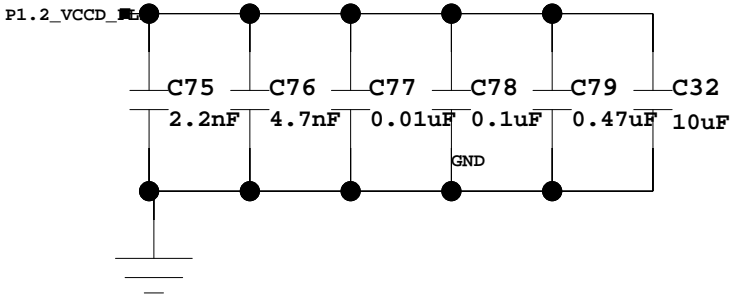 P1.2_VCCD_
C75 C76 C77 C78 C79 C32
2.2nF 4.7nF 0.01uF 0.1uF 0.47uF 10uF
GND